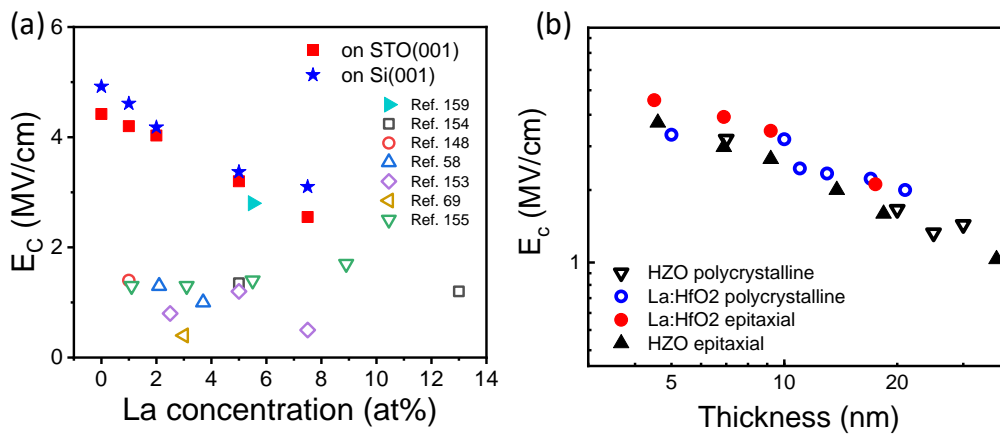 (a)
6
4
2
0
E_C (MV/cm)
on STO(001)
on Si(001)
Ref. 159
Ref. 154
Ref. 148
Ref. 58
Ref. 153
Ref. 69
Ref. 155
0 2 4 6 8 10 12 14
La concentration (at%)
(b)
1
E_c (MV/cm)
HZO polycrystalline
La:HfO2 polycrystalline
La:HfO2 epitaxial
HZO epitaxial
5 10 20
Thickness (nm)